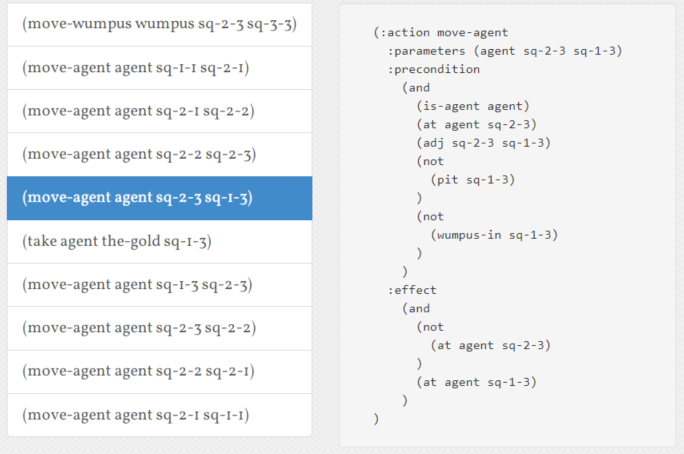 (move-wumpus wumpus sq-2-3 sq-3-3)
(move-agent agent sq-1-1 sq-2-1)
(move-agent agent sq-2-1 sq-2-2)
(move-agent agent sq-2-2 sq-2-3)
(move-agent agent sq-2-3 sq-1-3)
(take agent the-gold sq-1-3)
(move-agent agent sq-1-3 sq-2-3)
(move-agent agent sq-2-3 sq-2-2)
(move-agent agent sq-2-2 sq-2-1)
(move-agent agent sq-2-1 sq-1-1)
(:action move-agent
  :parameters (agent sq-2-3 sq-1-3)
  :precondition
    (and
      (is-agent agent)
      (at agent sq-2-3)
      (adj sq-2-3 sq-1-3)
      (not
        (pit sq-1-3)
      )
      (not
        (wumpus-in sq-1-3)
      )
    )
  :effect
    (and
      (not
        (at agent sq-2-3)
      )
      (at agent sq-1-3)
    )
)